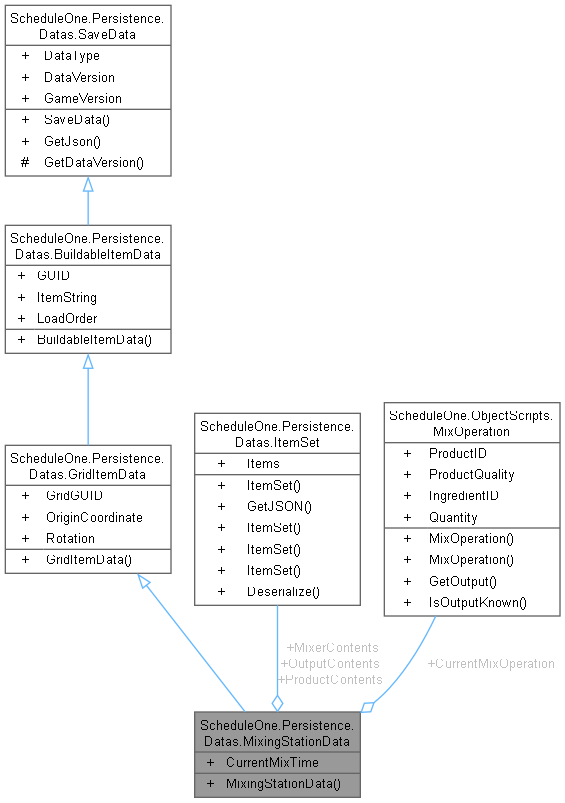 ScheduleOne.Persistence.
Datas.SaveData
+ DataType
+ DataVersion
+ GameVersion
+ SaveData()
+ GetJson()
# GetDataVersion()
ScheduleOne.Persistence.
Datas.BuildableItemData
+ GUID
+ ItemString
+ LoadOrder
+ BuildableItemData()
ScheduleOne.Persistence.
Datas.GridItemData
+ GridGUID
+ OriginCoordinate
+ Rotation
+ GridItemData()
ScheduleOne.Persistence.
Datas.ItemSet
+ Items
+ ItemSet()
+ GetJSON()
+ ItemSet()
+ ItemSet()
+ ItemSet()
+ Deserialize()
ScheduleOne.ObjectScripts.
MixOperation
+ ProductID
+ ProductQuality
+ IngredientID
+ Quantity
+ MixOperation()
+ MixOperation()
+ GetOutput()
+ IsOutputKnown()
+MixerContents
+OutputContents
+ProductContents
+CurrentMixOperation
ScheduleOne.Persistence.
Datas.MixingStationData
+ CurrentMixTime
+ MixingStationData()